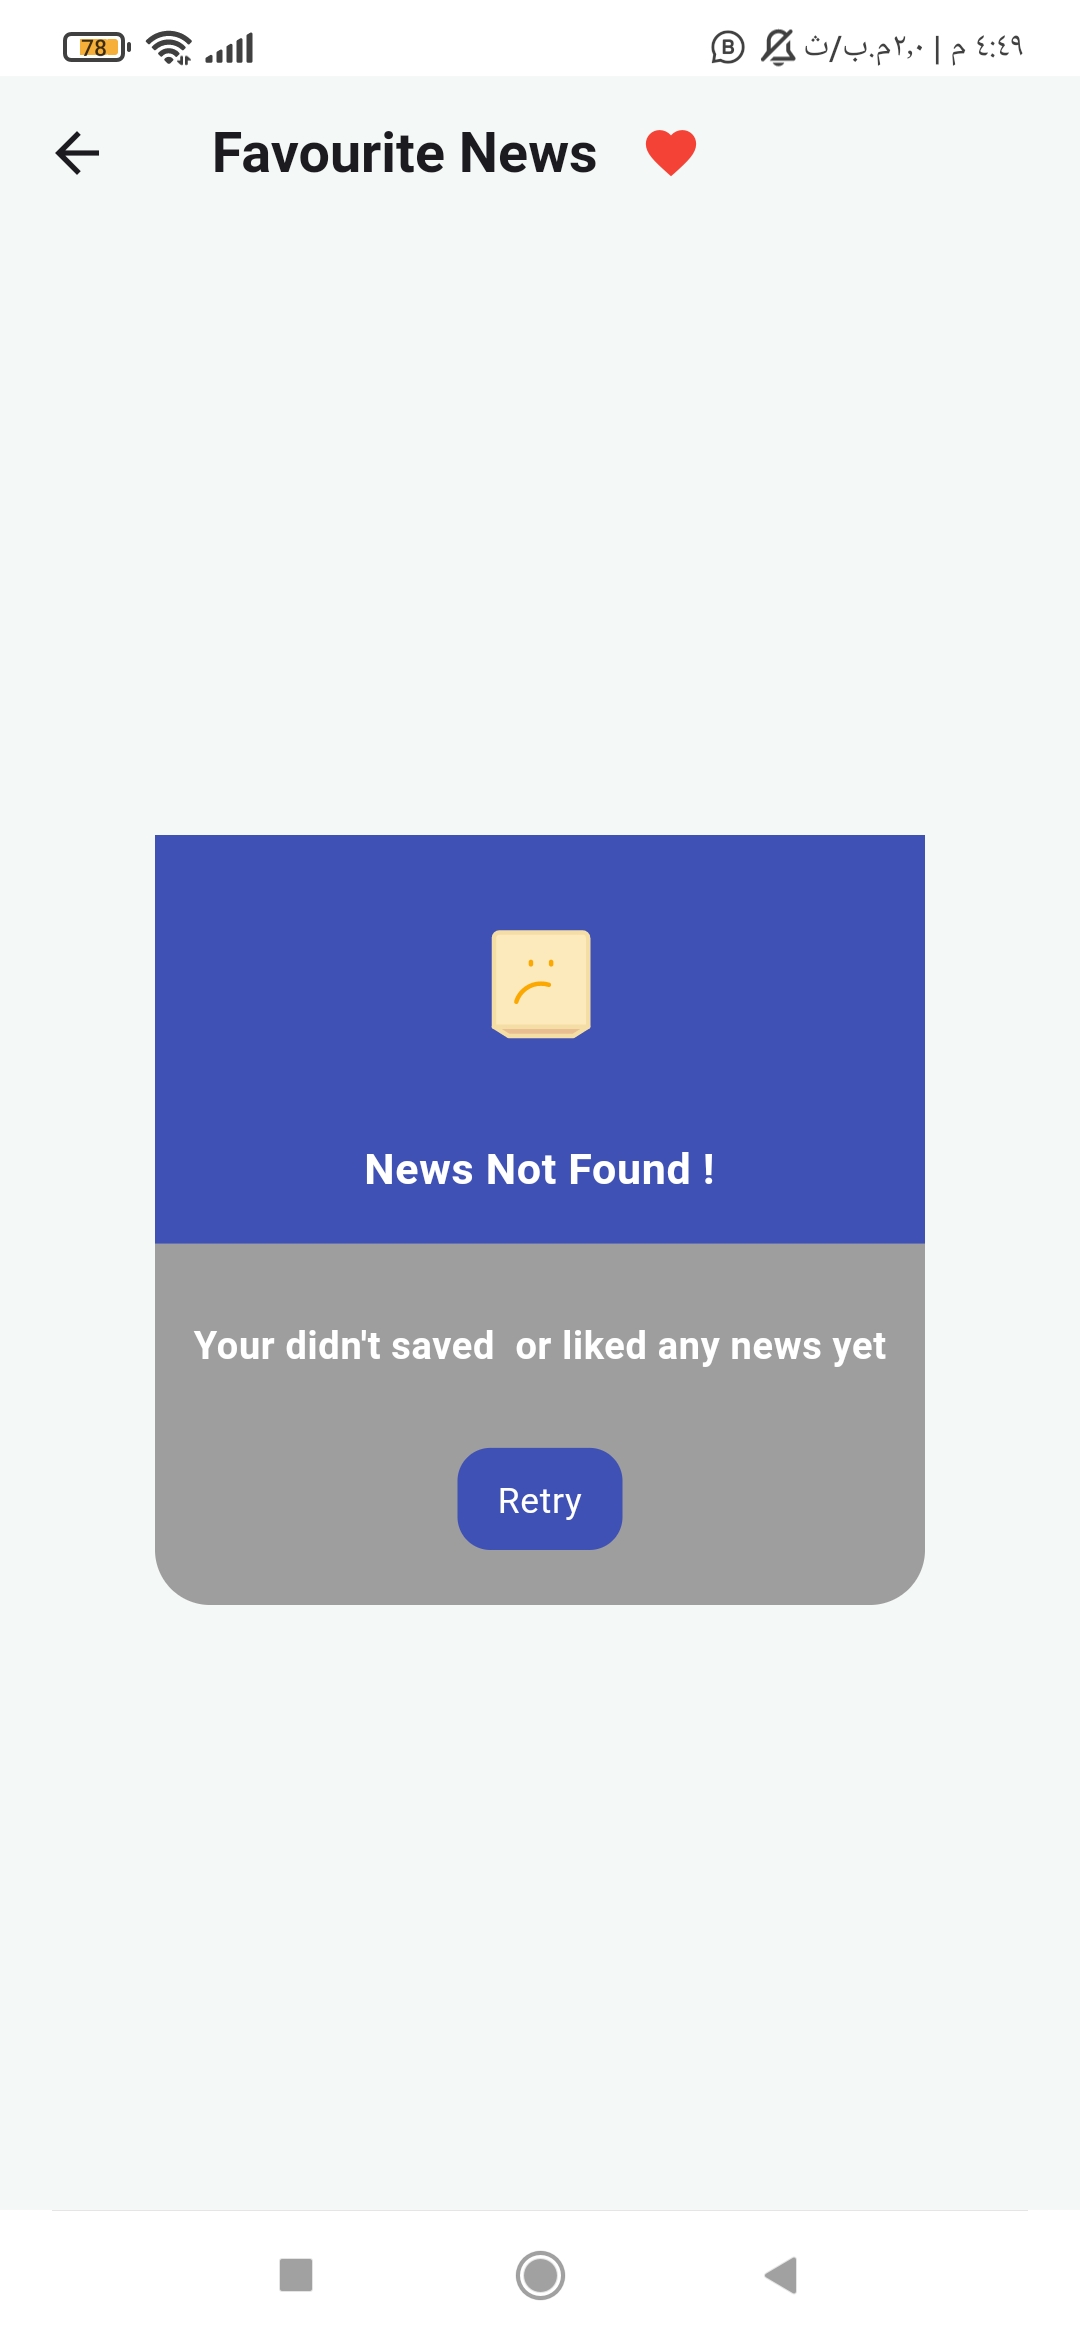 78
٤:٤٩ م | ٢,٠م.ب/ث
Favourite News
News Not Found !
Your didn't saved  or liked any news yet
Retry